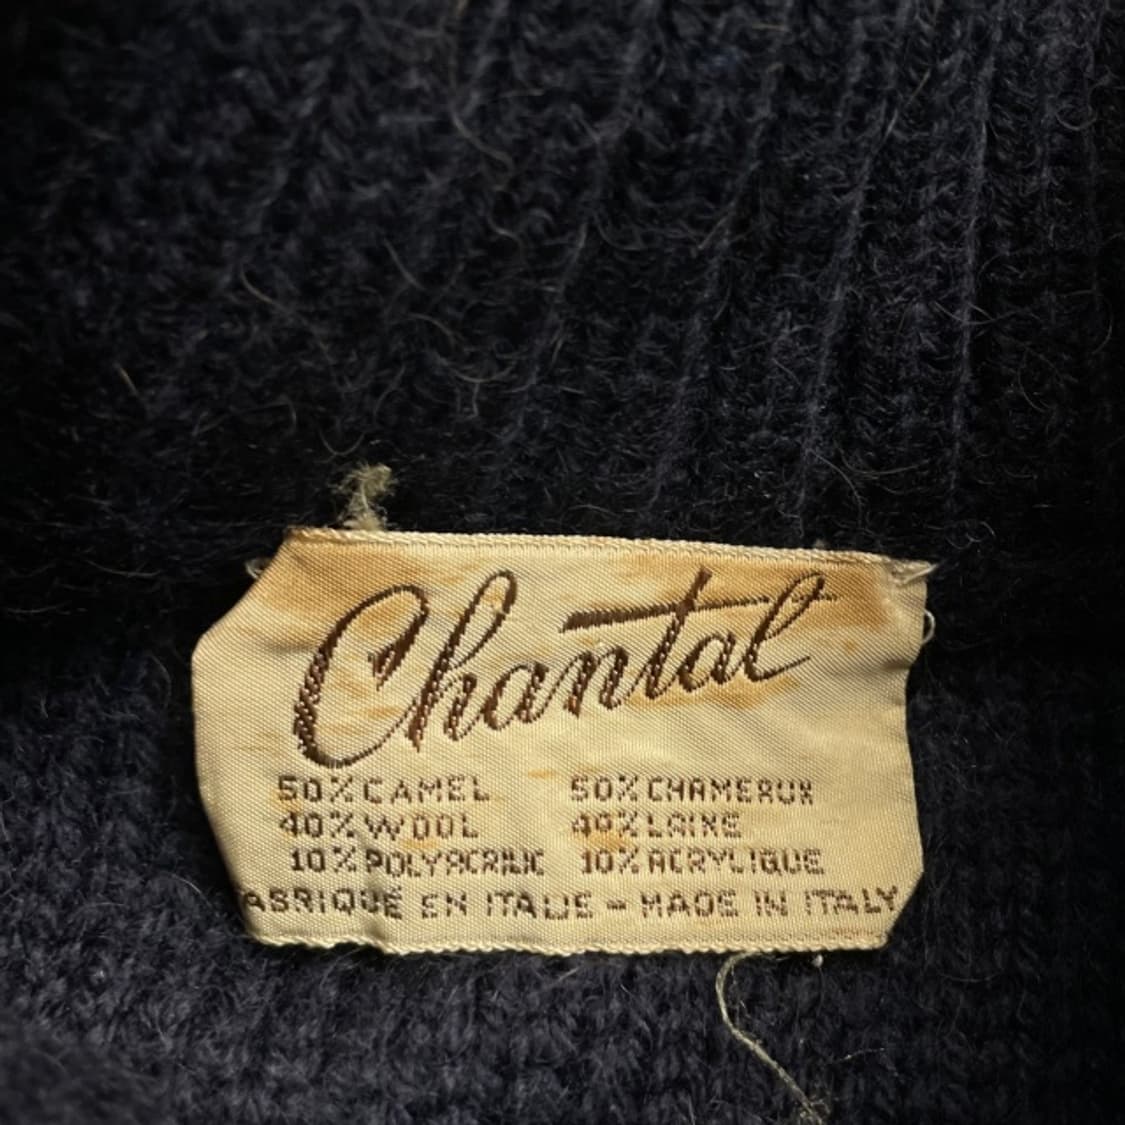 Chantal
50% CAMEL 50% CHAMEAUX
40% WOOL 40% LAINE
10% POLYACRILIC 10% ACRYLIQUE
FABRIQUÉ EN ITALIE - MADE IN ITALY